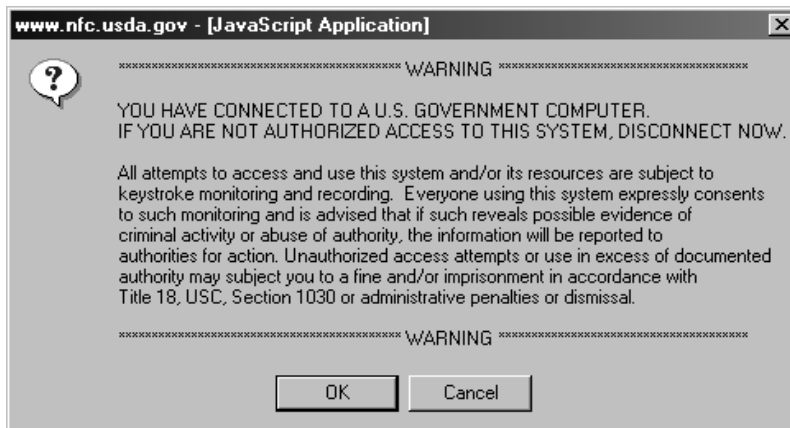 www.nfc.usda.gov - [JavaScript Application]
****************************************** WARNING *************************************
YOU HAVE CONNECTED TO A U.S. GOVERNMENT COMPUTER.
IF YOU ARE NOT AUTHORIZED ACCESS TO THIS SYSTEM, DISCONNECT NOW.
All attempts to access and use this system and/or its resources are subject to
keystroke monitoring and recording.  Everyone using this system expressly consents
to such monitoring and is advised that if such reveals possible evidence of
criminal activity or abuse of authority, the information will be reported to
authorities for action. Unauthorized access attempts or use in excess of documented
authority may subject you to a fine and/or imprisonment in accordance with
Title 18, USC, Section 1030 or administrative penalties or dismissal.
****************************************** WARNING *************************************
OK Cancel